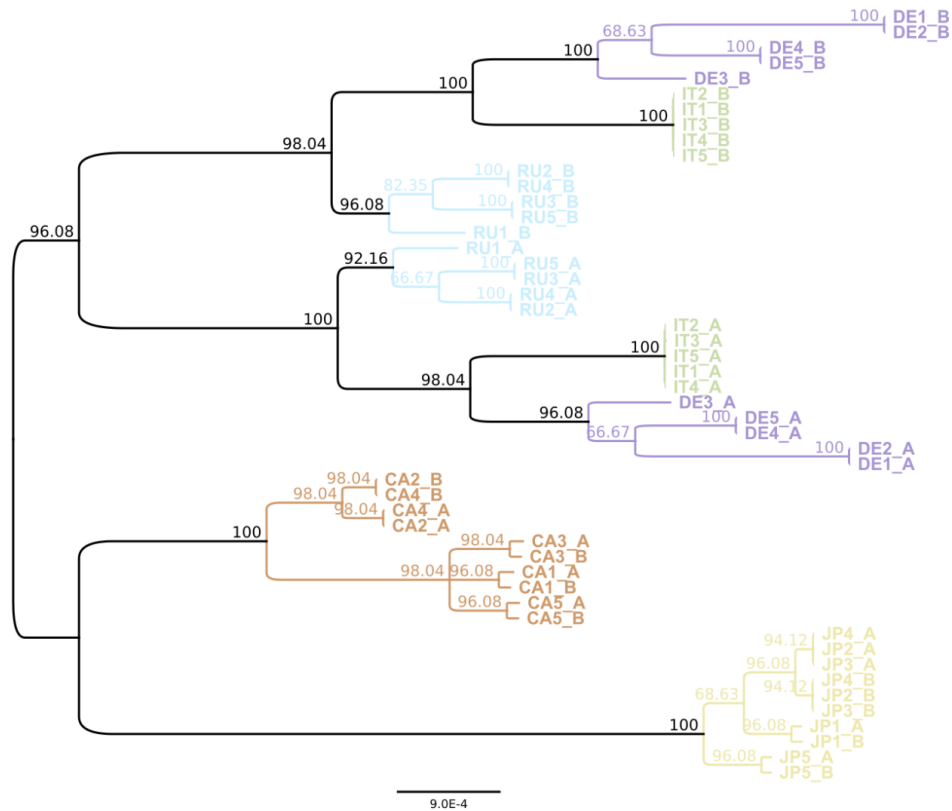 100 DE1_B
68.63 DE2_B
100 100 DE4_B
DE5_B
100 DE3_B
IT2_B
IT1_B
100 IT3_B
98.04 IT4_B
IT5_B
100 RU2_B
82.35 RU4_B
100 RU3_B
96.08 RU5_B
96.08 RU1_B
RU1_A
92.16 100 RU5_A
66.67 RU3_A
100 RU4_A
100 RU2_A
IT2_A
IT3_A
100 IT5_A
IT1_A
98.04 IT4_A
DE3_A
96.08 100 DE5_A
66.67 DE4_A
100 DE2_A
DE1_A
98.04 CA2_B
98.04 CA4_B
98.04 CA4_A
CA2_A
100 98.04 CA3_A
CA3_B
98.04 96.08 CA1_A
CA1_B
96.08 CA5_A
CA5_B
94.12 JP4_A
JP2_A
96.08 JP3_A
JP4_B
94.12 JP2_B
68.63 JP3_B
100 96.08 JP1_A
JP1_B
96.08 JP5_A
JP5_B
9.0E-4